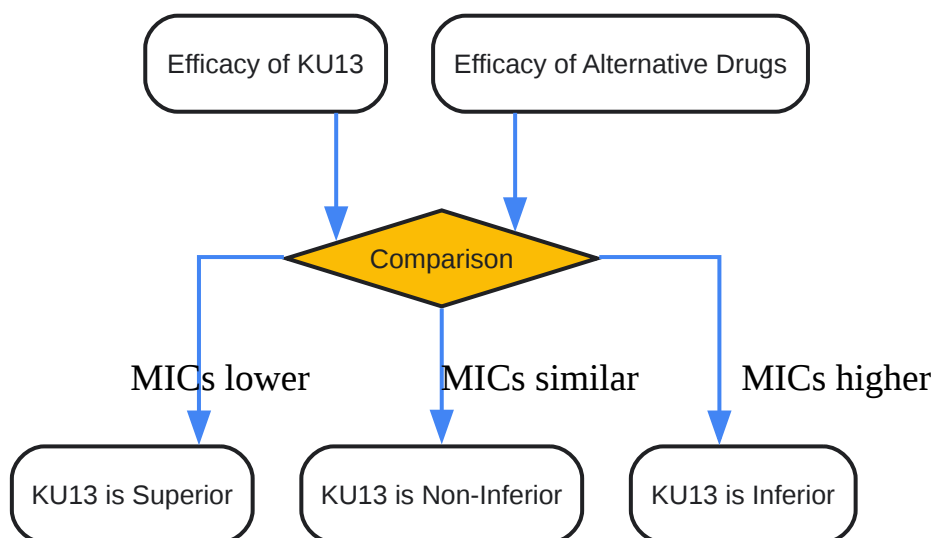 Efficacy of KU13
Efficacy of Alternative Drugs
Comparison
MICs lower
MICs similar
MICs higher
KU13 is Superior
KU13 is Non-Inferior
KU13 is Inferior